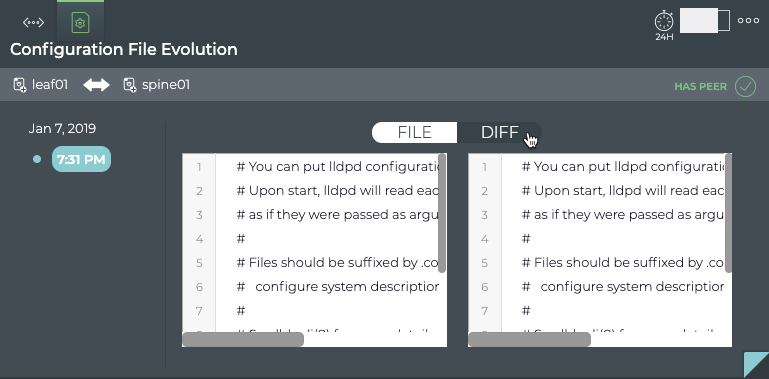 24H
Configuration File Evolution
leaf01 spine01
HAS PEER
Jan 7, 2019
7:31 PM
FILE DIFF
1 # You can put lldpd configuratio
2 # Upon start, lldpd will read eac
3 # as if they were passed as argu
4 #
5 # Files should be suffixed by .co
6 # configure system description
7 #
1 # You can put lldpd configuratio
2 # Upon start, lldpd will read eac
3 # as if they were passed as argu
4 #
5 # Files should be suffixed by .co
6 # configure system description
7 #